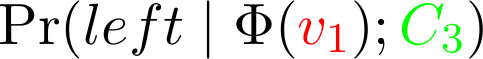 Pr(left | Φ(v₁); C₃)